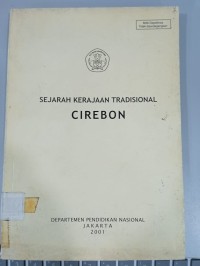 SEJARAH KERAJAAN TRADISIONAL
CIREBON
DEPARTEMEN PENDIDIKAN NASIONAL
JAKARTA
2001